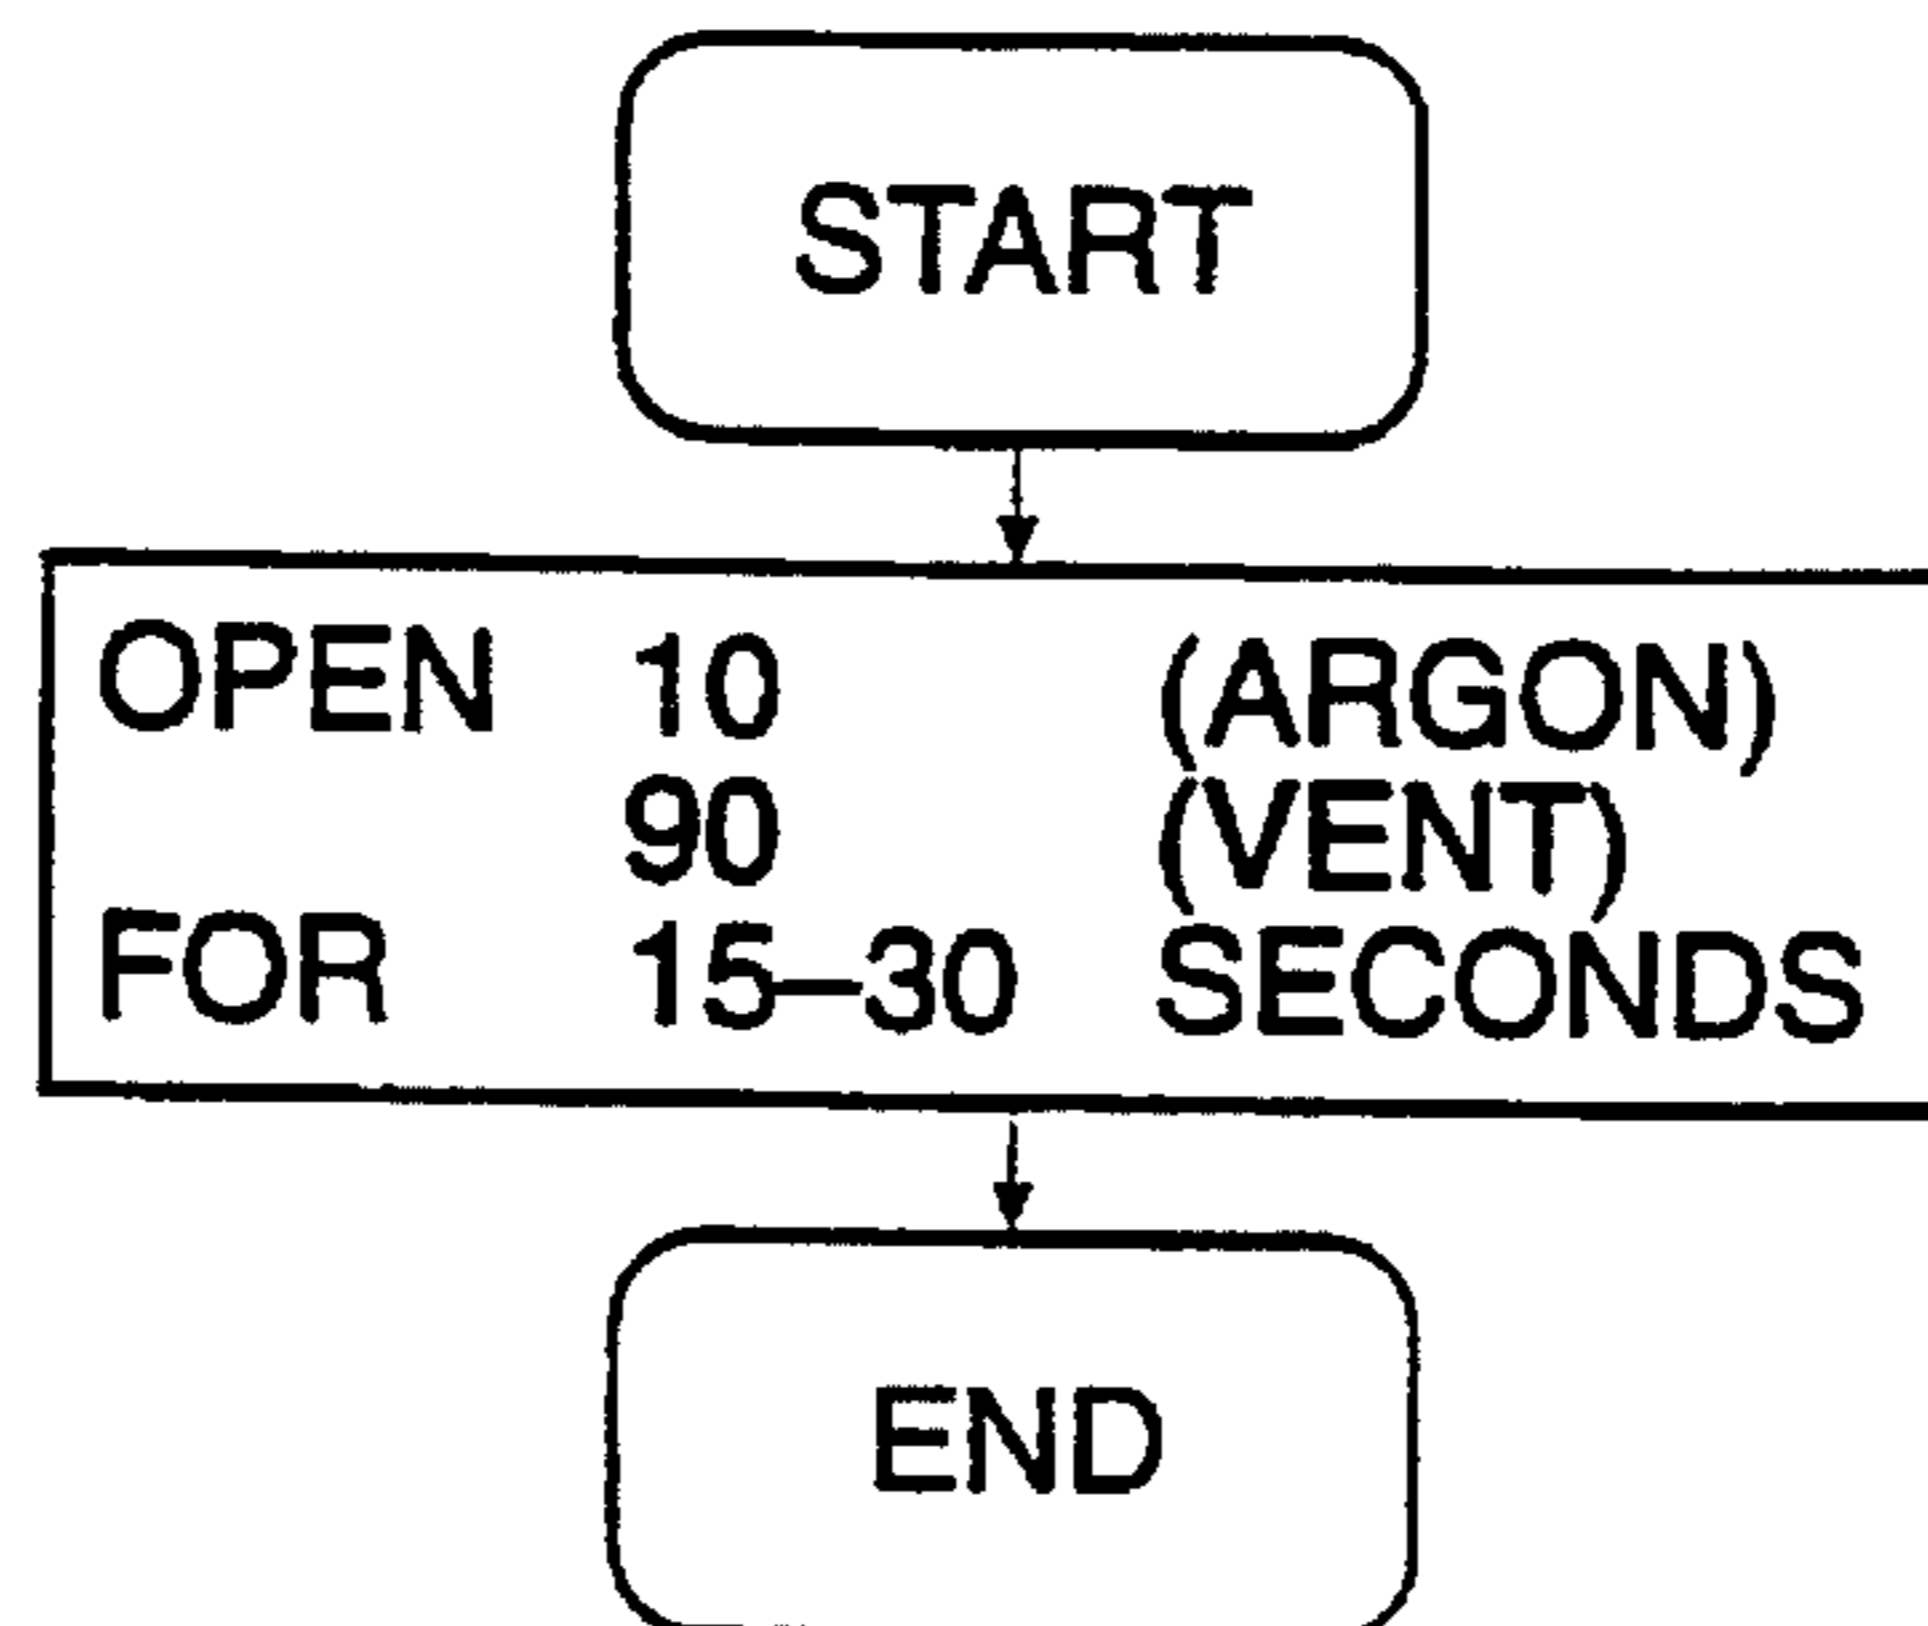 START
OPEN 10 (ARGON)
90 (VENT)
FOR 15–30 SECONDS
END